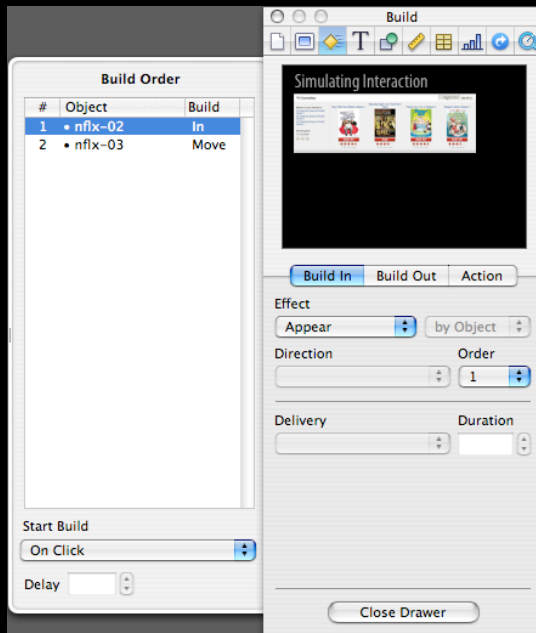 Build
Build Order
# Object Build
1 • nflx-02 In
2 • nflx-03 Move
Start Build
On Click
Delay
Simulating Interaction
Build In Build Out Action
Effect
Appear by Object
Direction Order
1
Delivery Duration
Close Drawer